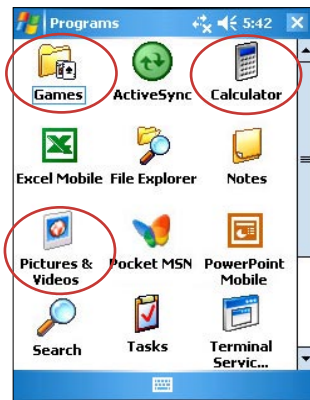 Programs 5:42
Games ActiveSync Calculator
Excel Mobile File Explorer Notes
Pictures & Pocket MSN PowerPoint
Videos Mobile
Search Tasks Terminal
Servic...